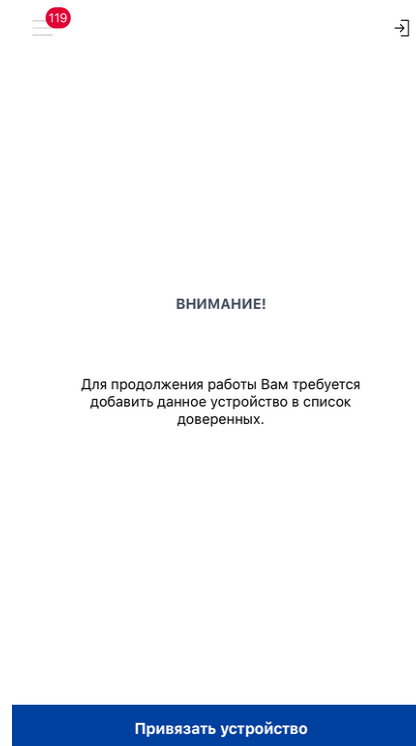 119
ВНИМАНИЕ!
Для продолжения работы Вам требуется
добавить данное устройство в список
доверенных.
Привязать устройство